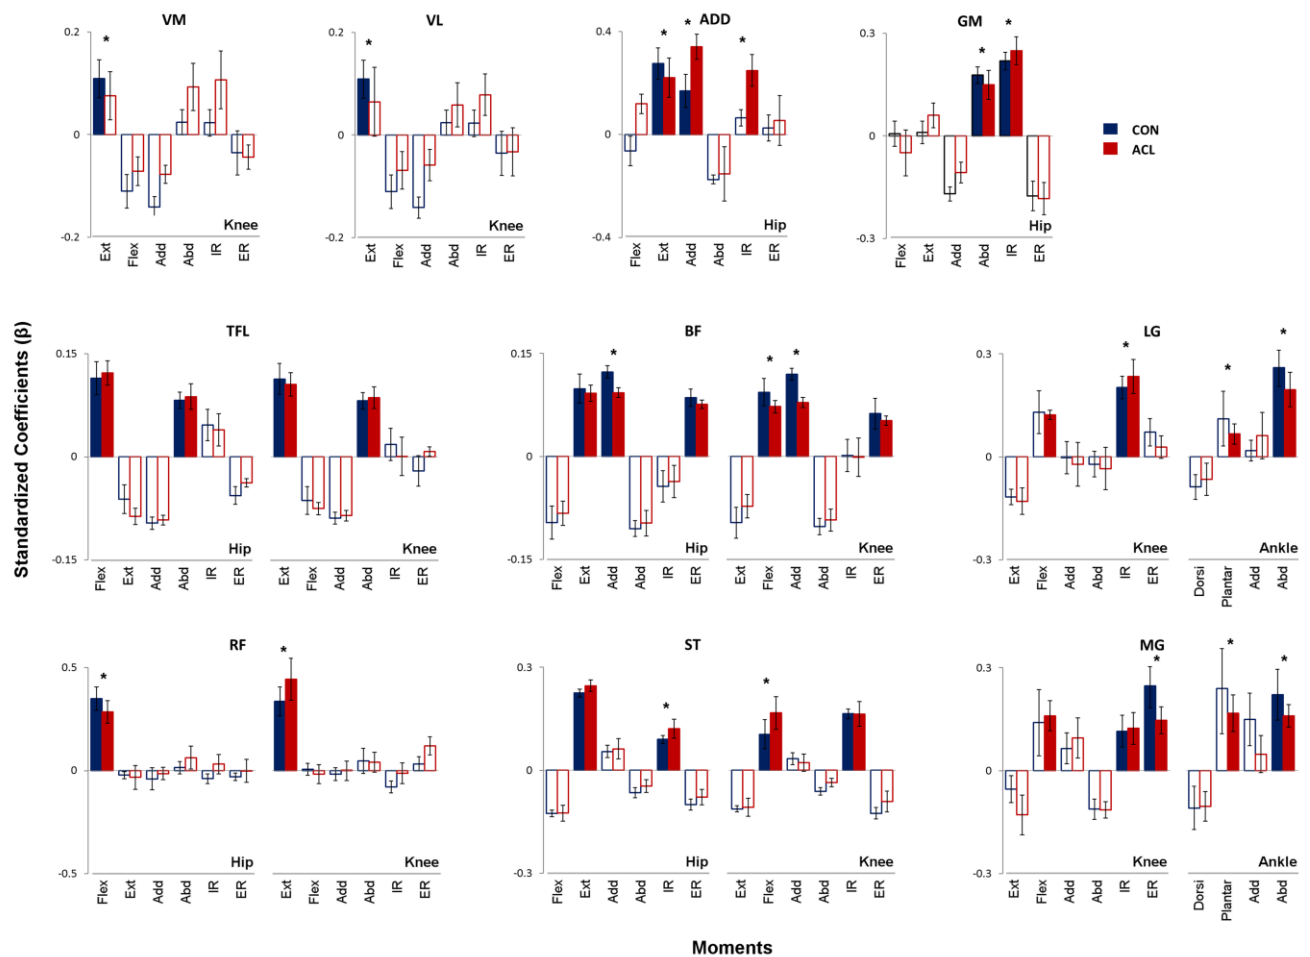 VM
VL
ADD
GM
0.2
0
-0.2
Knee
Ext
Flex
Add
Abd
IR
ER
*
0.2
0
-0.2
Knee
Ext
Flex
Add
Abd
IR
ER
*
0.4
0
-0.4
Hip
Flex
Ext
Add
Abd
IR
ER
*
*
*
0.3
0
-0.3
Hip
Flex
Ext
Add
Abd
IR
ER
*
*
CON
ACL
Standardized Coefficients (β)
TFL
0.15
0
-0.15
Hip
Flex
Ext
Add
Abd
IR
ER
Knee
Ext
Flex
Add
Abd
IR
ER
BF
0.15
0
-0.15
*
Hip
Flex
Ext
Add
Abd
IR
ER
*
*
Knee
Ext
Flex
Add
Abd
IR
ER
LG
0.3
0
-0.3
*
Knee
Ext
Flex
Add
Abd
IR
ER
*
*
Ankle
Dorsi
Plantar
Add
Abd
RF
0.5
0
-0.5
*
Hip
Flex
Ext
Add
Abd
IR
ER
*
Knee
Ext
Flex
Add
Abd
IR
ER
ST
0.3
0
-0.3
*
Hip
Flex
Ext
Add
Abd
IR
ER
*
Knee
Ext
Flex
Add
Abd
IR
ER
MG
0.3
0
-0.3
*
Knee
Ext
Flex
Add
Abd
IR
ER
*
*
Ankle
Dorsi
Plantar
Add
Abd
Moments